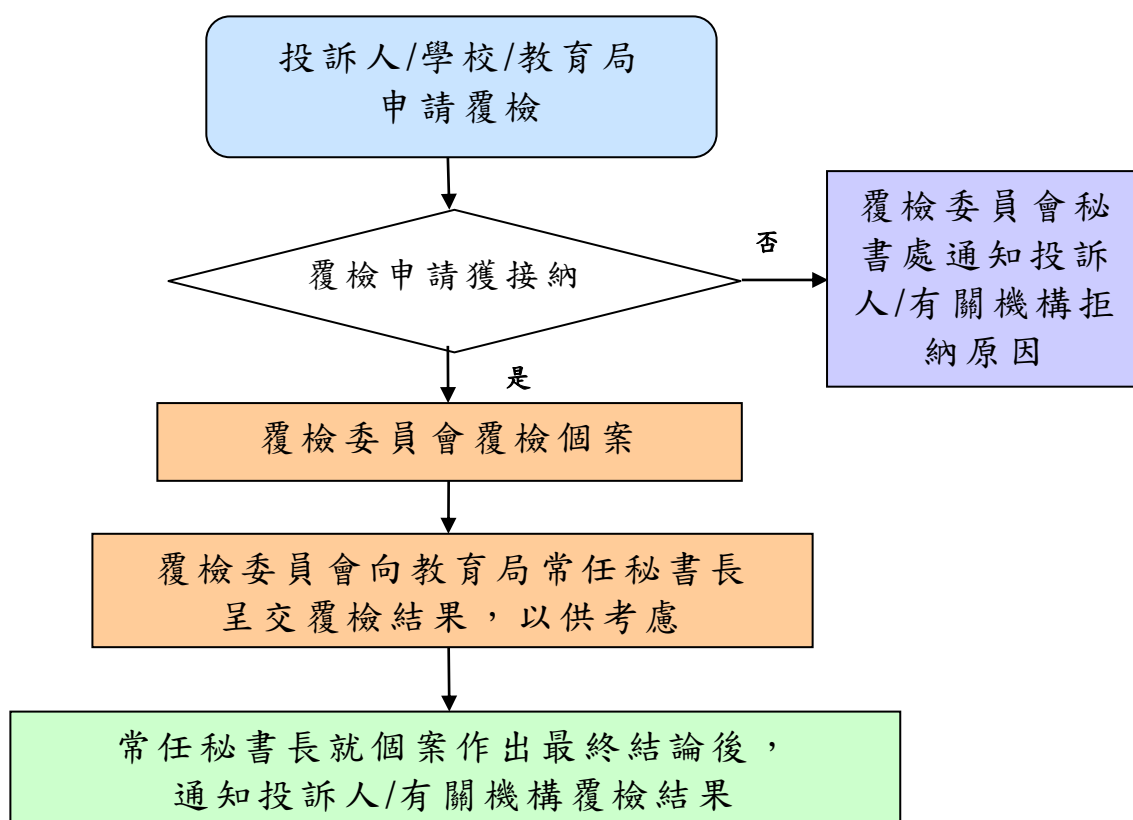 投訴人/學校/教育局
申請覆檢
覆檢申請獲接納
否
覆檢委員會秘
書處通知投訴
人/有關機構拒
納原因
是
覆檢委員會覆檢個案
覆檢委員會向教育局常任秘書長
呈交覆檢結果，以供考慮
常任秘書長就個案作出最終結論後，
通知投訴人/有關機構覆檢結果